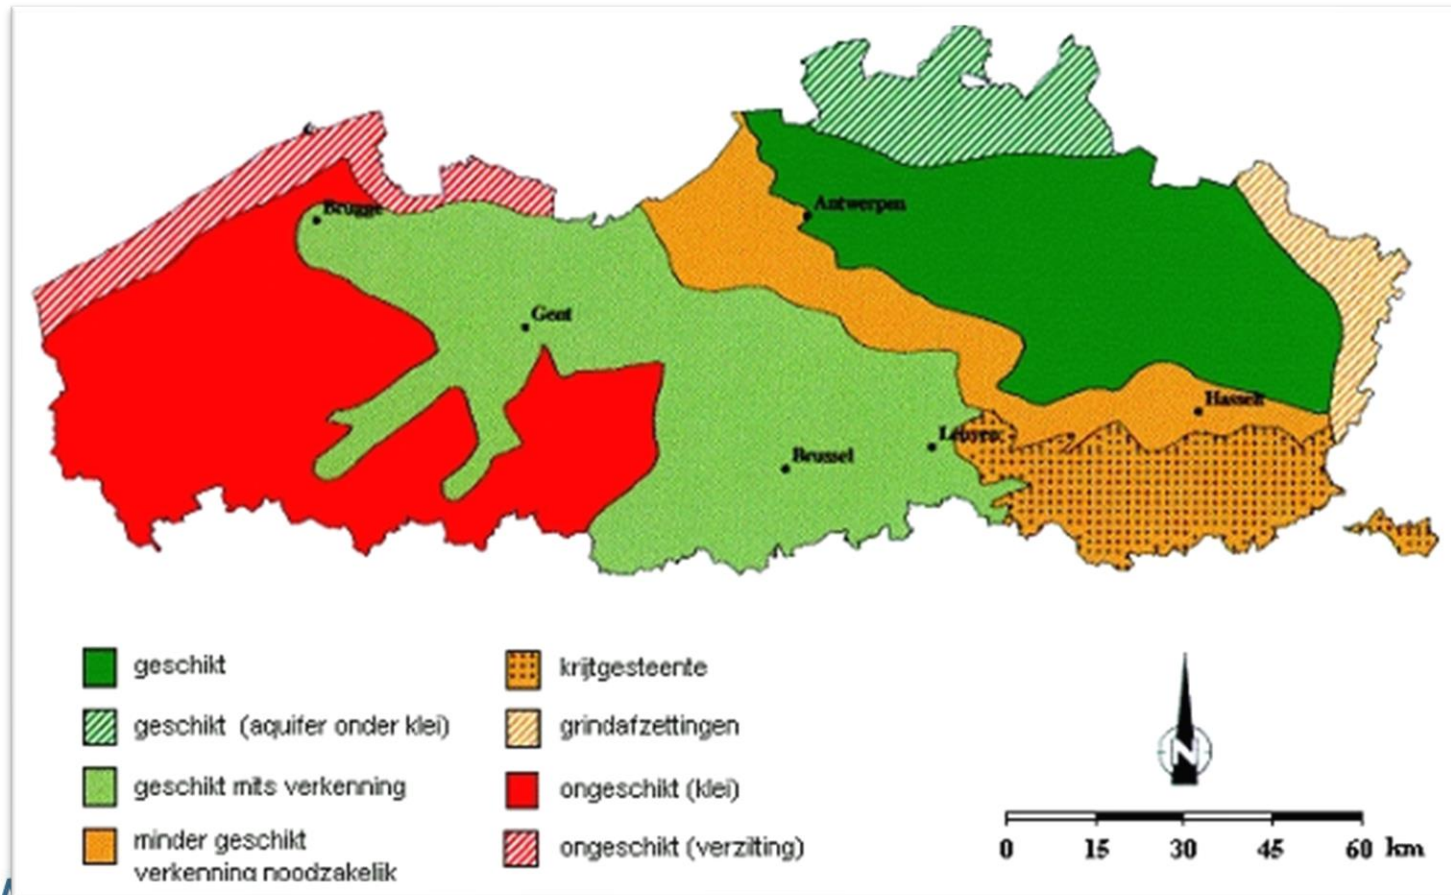 Brugge
Antwerpen
Gent
Hasselt
Leuven
Brussel
geschikt
geschikt (aquifer onder klei)
geschikt mits verkenning
minder geschikt
verkenning noodzakelijk
krijtgesteente
grindafzettingen
ongeschikt (klei)
ongeschikt (verzilting)
N
0 15 30 45 60 km